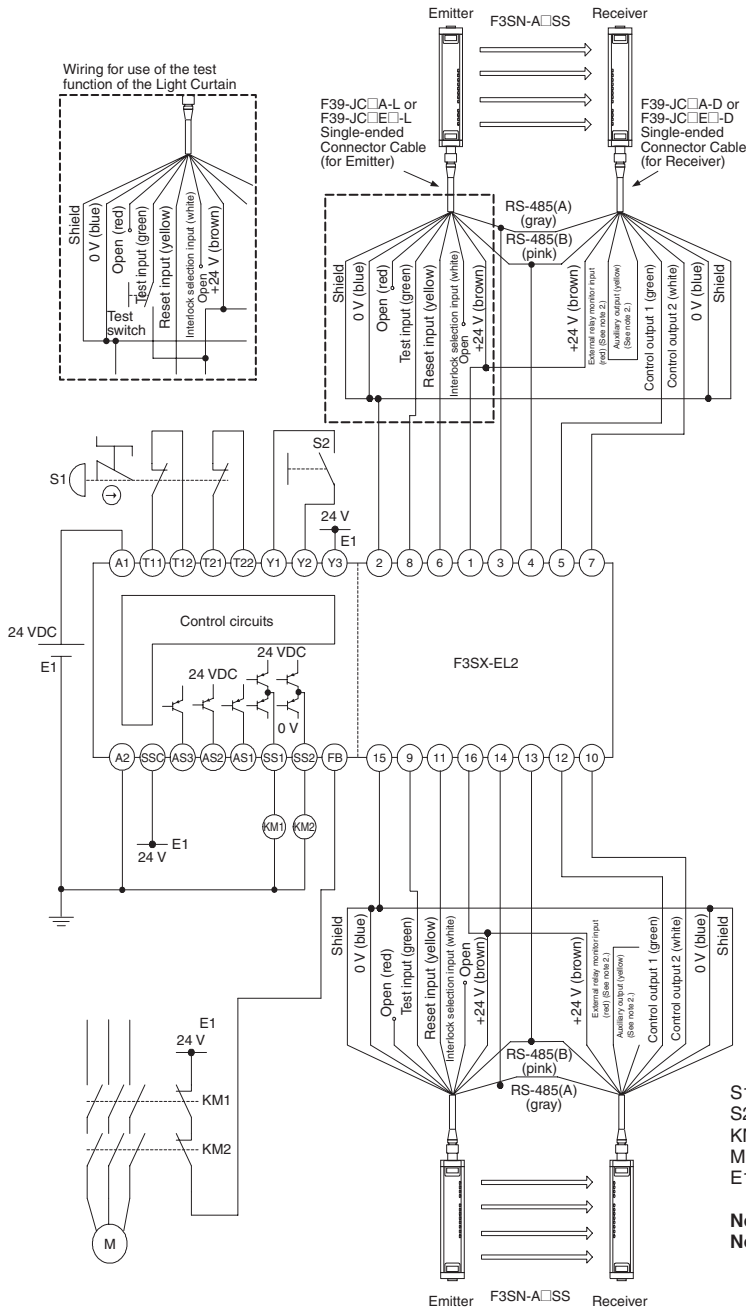 Emitter
F3SN-A□SS
Receiver
Wiring for use of the test
function of the Light Curtain
F39-JC□A-L or
F39-JC□E□-L
Single-ended
Connector Cable
(for Emitter)
F39-JC□A-D or
F39-JC□E□-D
Single-ended
Connector Cable
(for Receiver)
Shield
0 V (blue)
Open (red)
Test input (green)
Reset input (yellow)
Interlock selection input (white)
Open
+24 V (brown)
Test
switch
RS-485(A)
(gray)
RS-485(B)
(pink)
Shield
0 V (blue)
Open (red)
Test input (green)
Reset input (yellow)
Interlock selection input (white)
Open
+24 V (brown)
+24 V (brown)
External relay monitor input
(red) (See note 2.)
Auxiliary output (yellow)
(See note 2.)
Control output 1 (green)
Control output 2 (white)
0 V (blue)
Shield
S1
S2
24 V
E1
A1 T11 T12 T21 T22 Y1 Y2 Y3 2 8 6 1 3 4 5 7
Control circuits
24 VDC
E1
24 VDC
24 VDC
0 V
F3SX-EL2
A2 SSC AS3 AS2 AS1 SS1 SS2 FB 15 9 11 16 14 13 12 10
KM1 KM2
E1
24 V
Shield
0 V (blue)
Open (red)
Test input (green)
Reset input (yellow)
Interlock selection input (white)
Open
+24 V (brown)
+24 V (brown)
External relay monitor input
(red) (See note 2.)
Auxiliary output (yellow)
(See note 2.)
Control output 1 (green)
Control output 2 (white)
0 V (blue)
Shield
RS-485(B)
(pink)
RS-485(A)
(gray)
E1
24 V
KM1
KM2
M
S1
S2
KM
M
E1
No
No
Emitter
F3SN-A□SS
Receiver